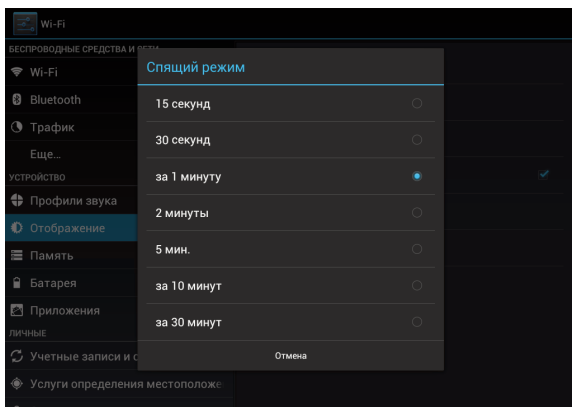 Wi-Fi
БЕСПРОВОДНЫЕ СРЕДСТВА И СЕТИ
Wi-Fi
Bluetooth
Трафик
Еще...
УСТРОЙСТВО
Профили звука
Отображение
Память
Батарея
Приложения
ЛИЧНЫЕ
Учетные записи и с
Услуги определения местоположе
Спящий режим
15 секунд
30 секунд
за 1 минуту
2 минуты
5 мин.
за 10 минут
за 30 минут
Отмена